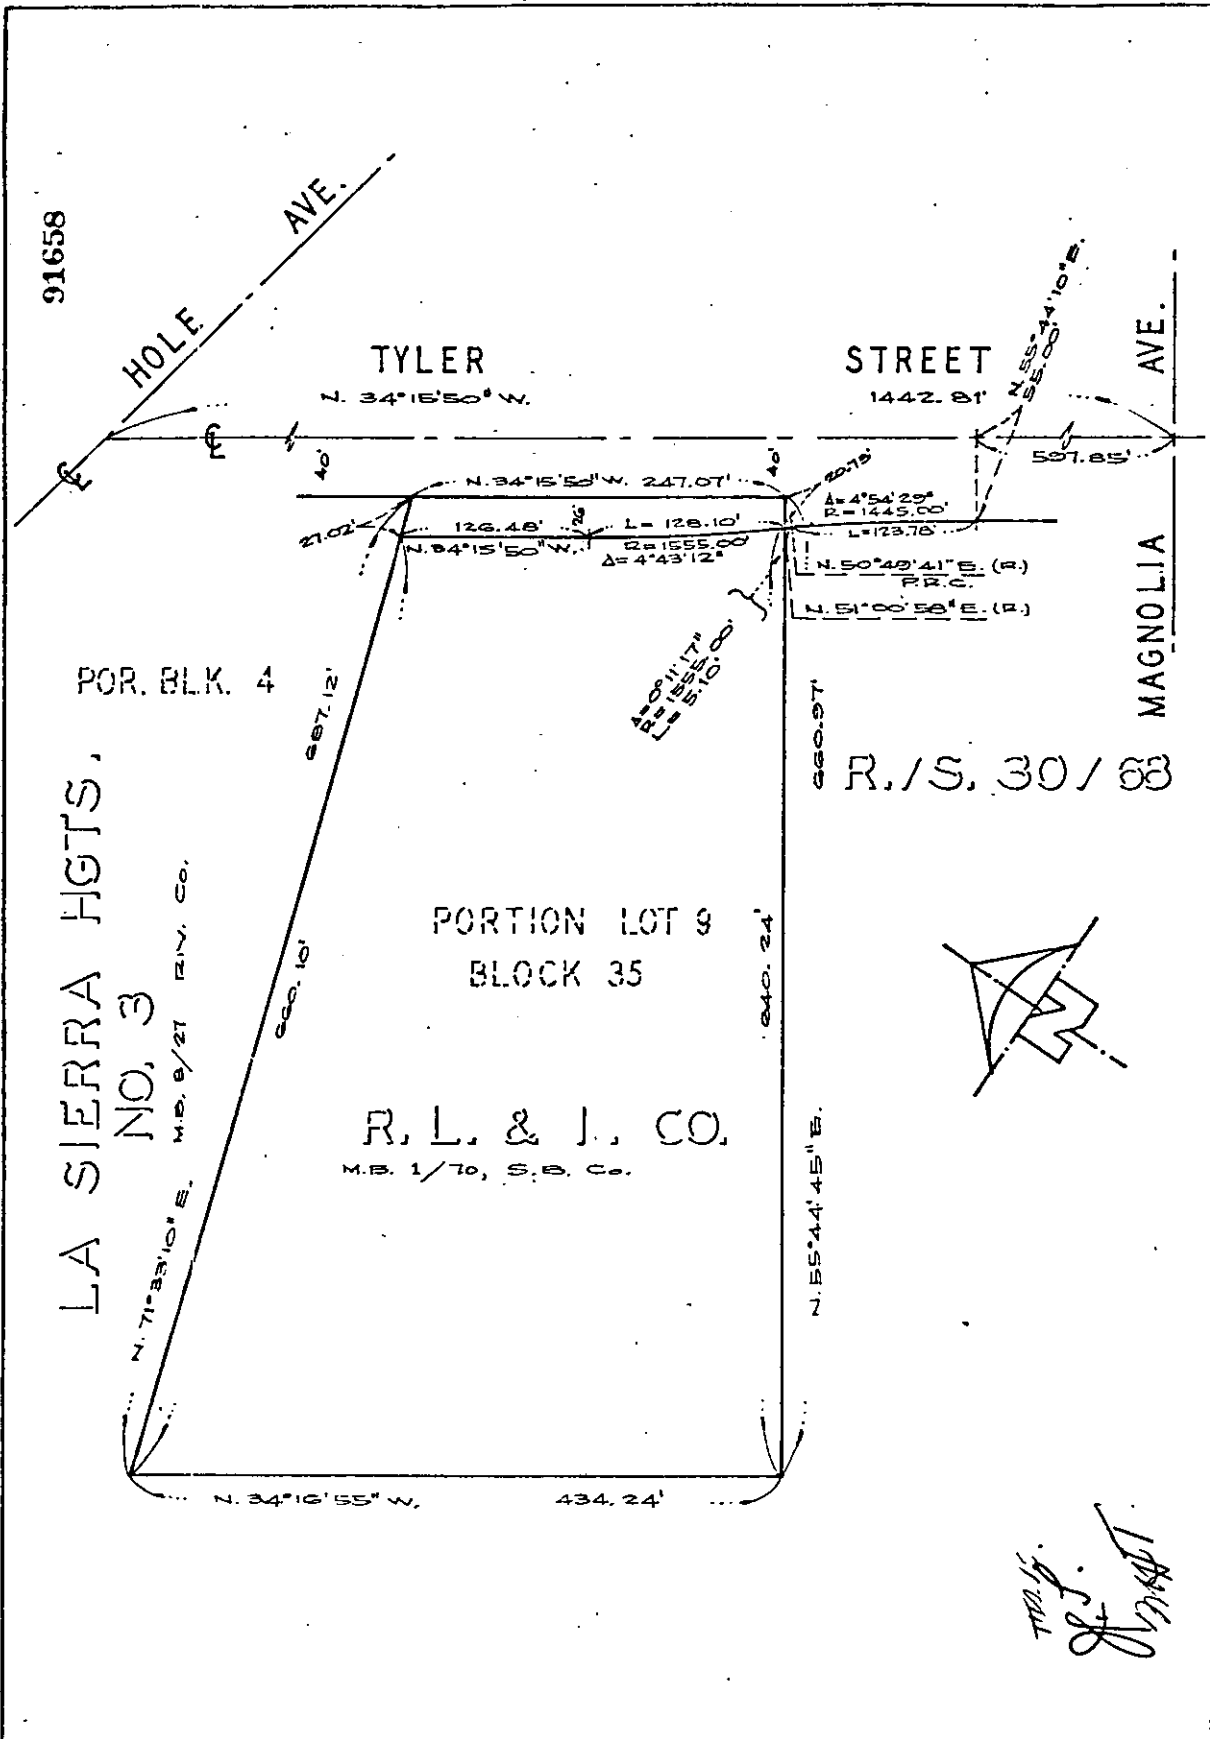 91658
HOLE AVE.
TYLER STREET
N. 34°15'50" W.
1442.81'
N. 55°44'10" E.
55.00'
MAGNOLIA AVE.
597.85'
40'
40'
N. 34°15'50" W. 247.07'
20.73'
Δ= 4°54'29"
R= 1445.00'
L= 123.78'
27.02'
126.48'
26'
L= 128.10'
N. 34°15'50" W.
R= 1555.00'
Δ= 4°43'12"
N. 50°49'41" E. (R.)
P.R.C.
N. 51°00'58" E. (R.)
Δ= 0°11'17"
R= 1555.00'
L= 5.10'
POR. BLK. 4
687.12'
660.97'
R./S. 30/68
LA SIERRA HGTS.
NO. 3
M.B. 8/27 RIV. CO.
660.10'
PORTION LOT 9
BLOCK 35
640.24'
R. L. & I. CO.
M.B. 1/70, S.B. Co.
N. 71°33'10" E.
N. 55°44'45" E.
N. 34°16'55" W. 434.24'